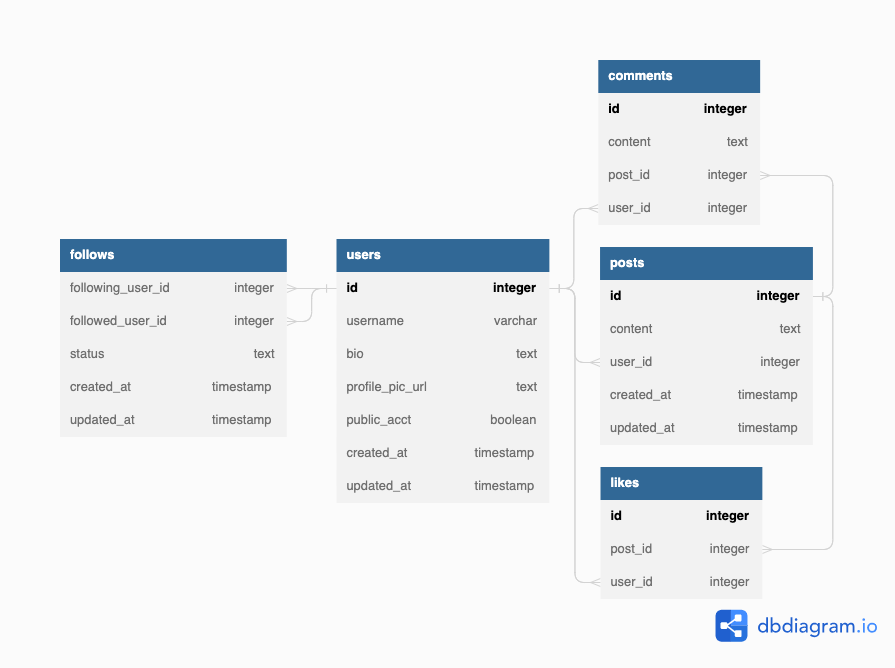 comments
id integer
content text
post_id integer
user_id integer
follows
following_user_id integer
followed_user_id integer
status text
created_at timestamp
updated_at timestamp
users
id integer
username varchar
bio text
profile_pic_url text
public_acct boolean
created_at timestamp
updated_at timestamp
posts
id integer
content text
user_id integer
created_at timestamp
updated_at timestamp
likes
id integer
post_id integer
user_id integer
dbdiagram.io